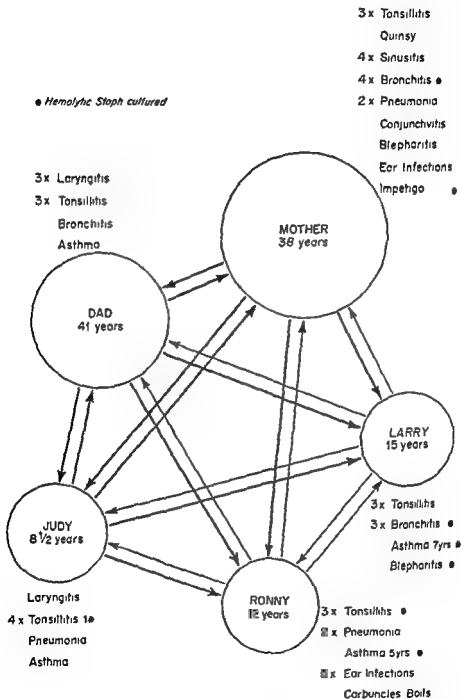 3x Tonsillitis
Quinsy
4x Sinusitis
4x Bronchitis •
2x Pneumonia
Conjunctivitis
Blepharitis
Ear Infections
Impetigo •
• Hemolytic Staph cultured
3x Laryngitis
3x Tonsillitis
Bronchitis
Asthma
MOTHER
38 years
DAD
41 years
LARRY
15 years
3x Tonsillitis
3x Bronchitis •
Asthma 7yrs •
Blepharitis •
JUDY
8 1/2 years
Laryngitis
4x Tonsillitis 1•
Pneumonia
Asthma
RONNY
12 years
3x Tonsillitis •
x Pneumonia
Asthma 5yrs •
x Ear Infections
Carbuncles Boils